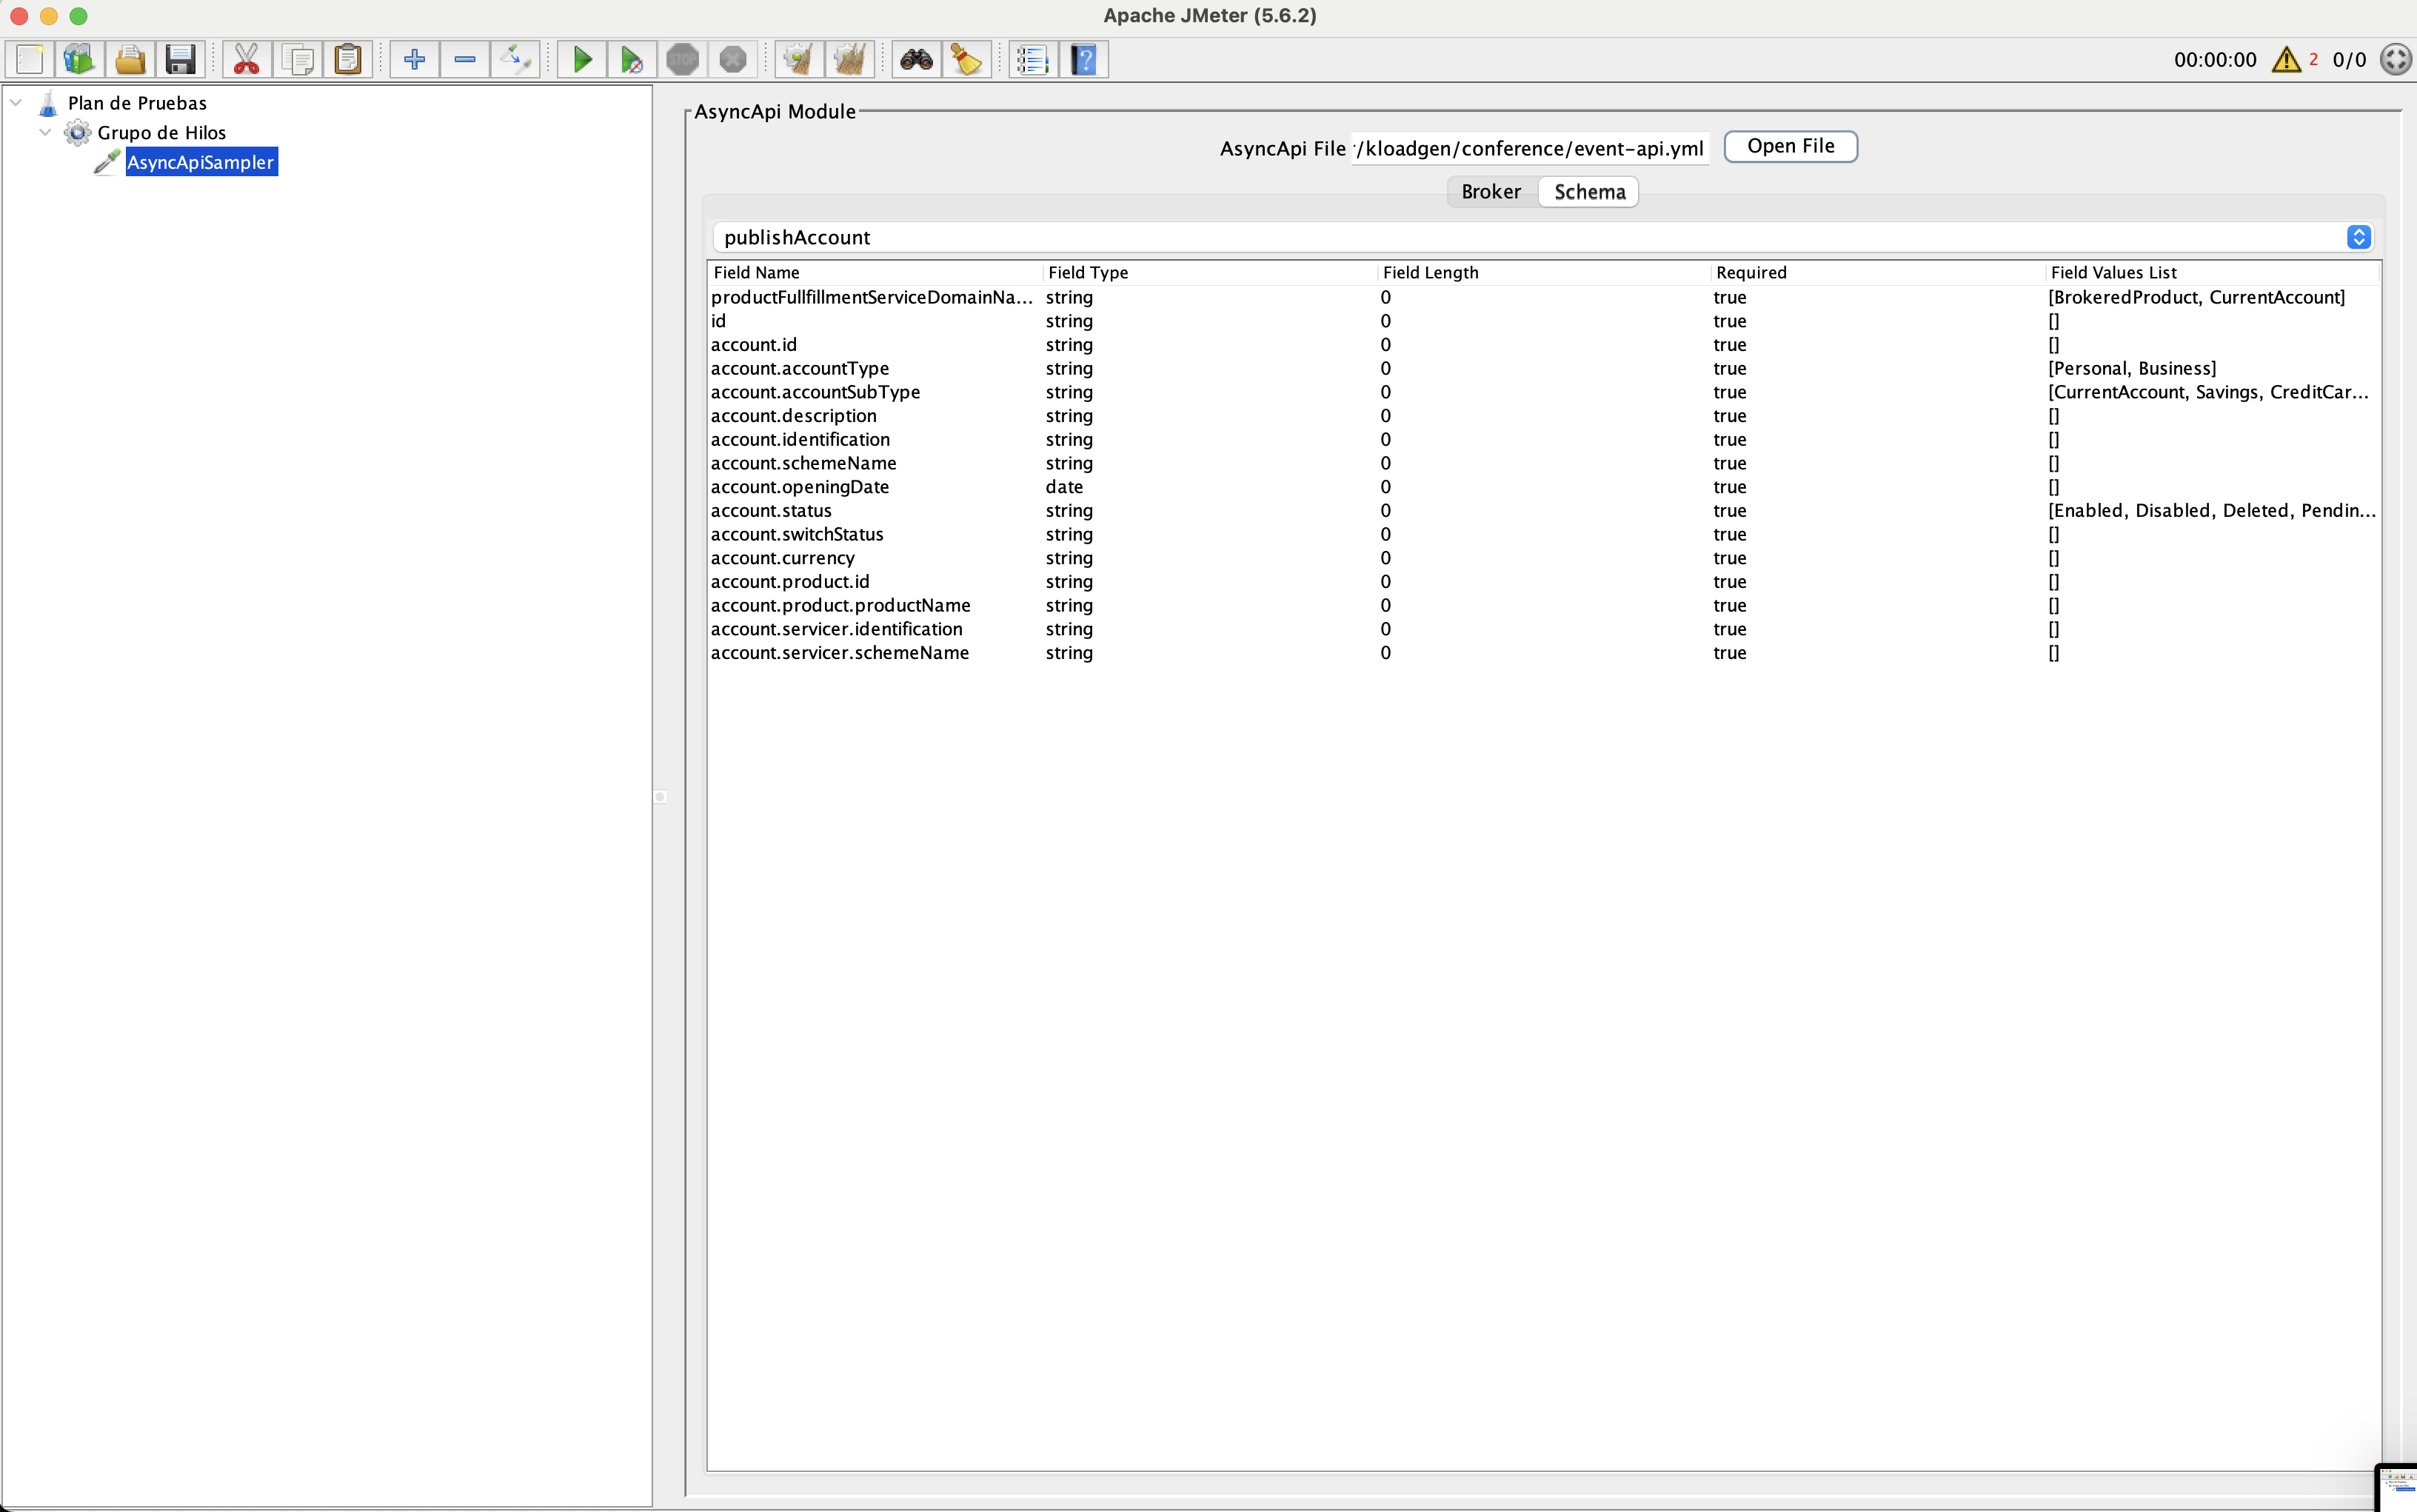 Apache JMeter (5.6.2)
STOP 00:00:00 2 0/0
Plan de Pruebas
Grupo de Hilos
AsyncApiSampler
AsyncApi Module
AsyncApi File /kloadgen/conference/event-api.yml Open File
Broker Schema
publishAccount
Field Name Field Type Field Length Required Field Values List
productFullfillmentServiceDomainNa... string 0 true [BrokeredProduct, CurrentAccount]
id string 0 true []
account.id string 0 true []
account.accountType string 0 true [Personal, Business]
account.accountSubType string 0 true [CurrentAccount, Savings, CreditCar...
account.description string 0 true []
account.identification string 0 true []
account.schemeName string 0 true []
account.openingDate date 0 true []
account.status string 0 true [Enabled, Disabled, Deleted, Pendin...
account.switchStatus string 0 true []
account.currency string 0 true []
account.product.id string 0 true []
account.product.productName string 0 true []
account.servicer.identification string 0 true []
account.servicer.schemeName string 0 true []